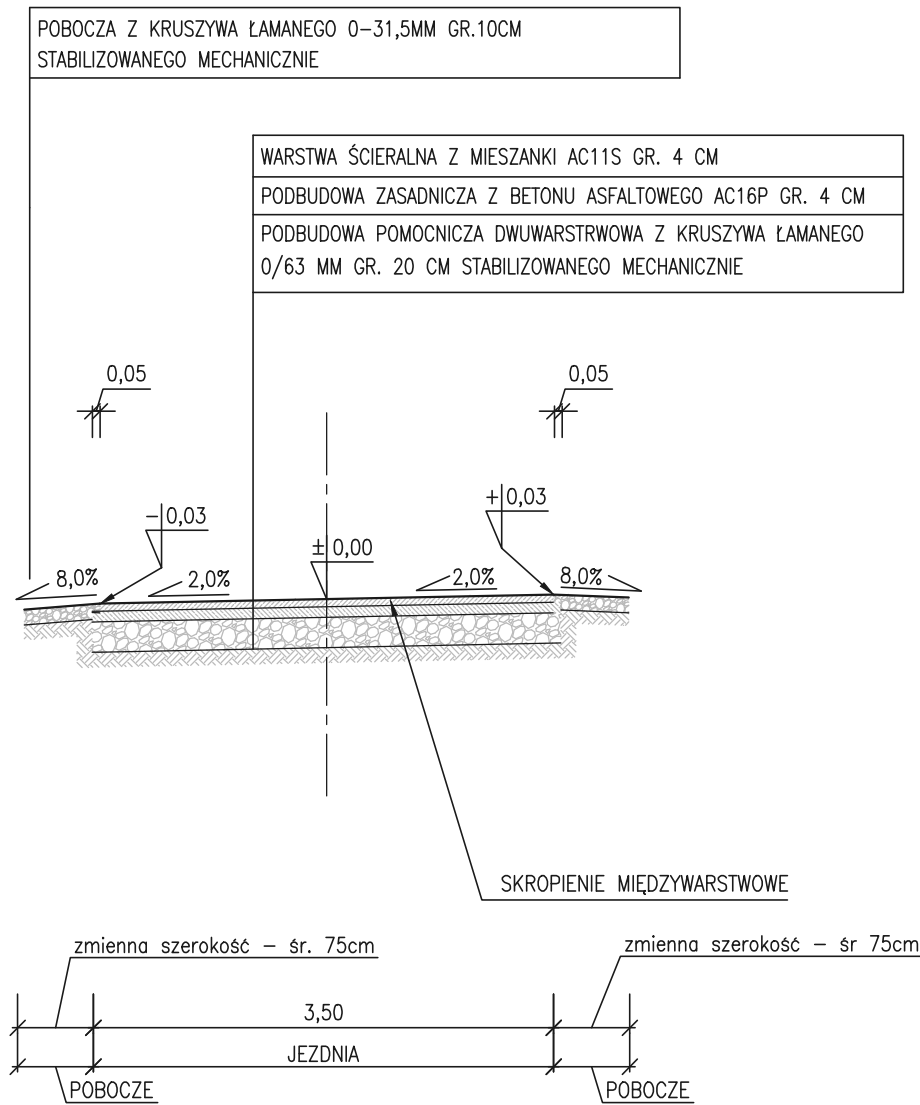 POBOCZA Z KRUSZYWA ŁAMANEGO 0-31,5MM GR.10CM
STABILIZOWANEGO MECHANICZNIE
WARSTWA ŚCIERALNA Z MIESZANKI AC11S GR. 4 CM
PODBUDOWA ZASADNICZA Z BETONU ASFALTOWEGO AC16P GR. 4 CM
PODBUDOWA POMOCNICZA DWUWARSTRWOWA Z KRUSZYWA ŁAMANEGO
0/63 MM GR. 20 CM STABILIZOWANEGO MECHANICZNIE
0,05
0,05
-0,03
+0,03
±0,00
8,0%
2,0%
2,0%
8,0%
SKROPIENIE MIĘDZYWARSTWOWE
zmienna szerokość – śr. 75cm
zmienna szerokość – śr 75cm
3,50
JEZDNIA
POBOCZE
POBOCZE